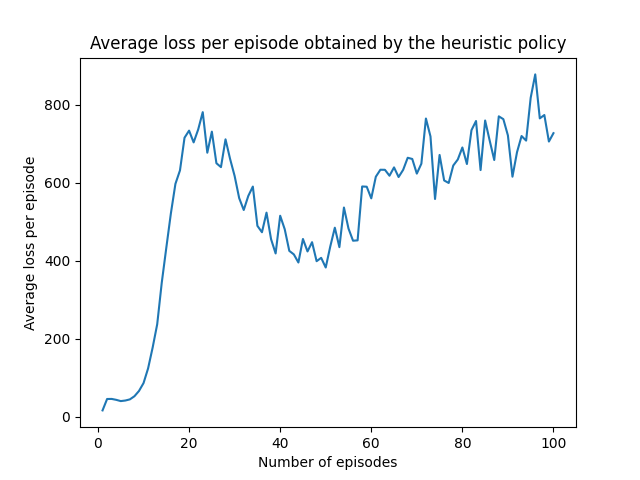 Average loss per episode obtained by the heuristic policy
800
600
400
200
0
Average loss per episode
0 20 40 60 80 100
Number of episodes